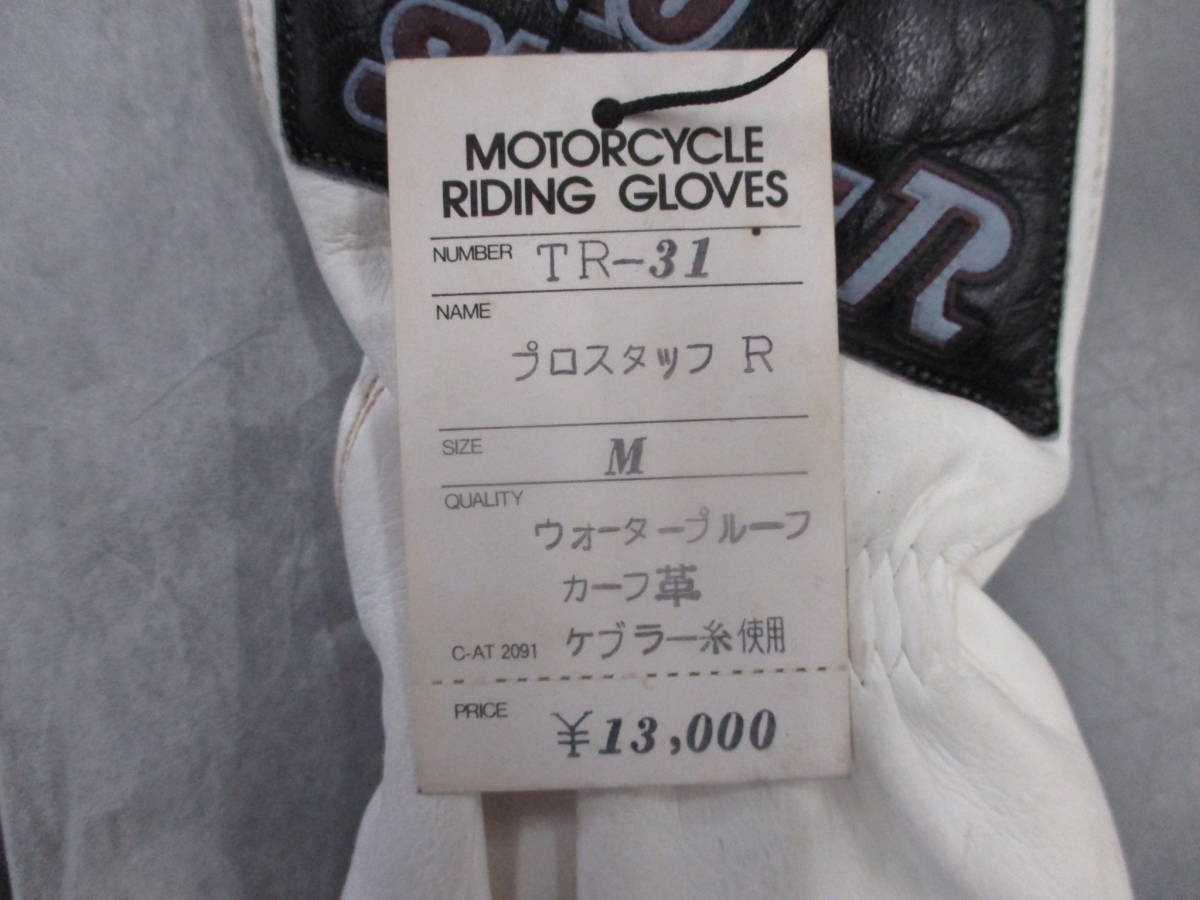 MOTORCYCLE
RIDING GLOVES
NUMBER TR-31
NAME
プロスタッフ R
SIZE M
QUALITY
ウォータープルーフ
カーフ革
C-AT 2091 ケブラー糸使用
PRICE ¥13,000